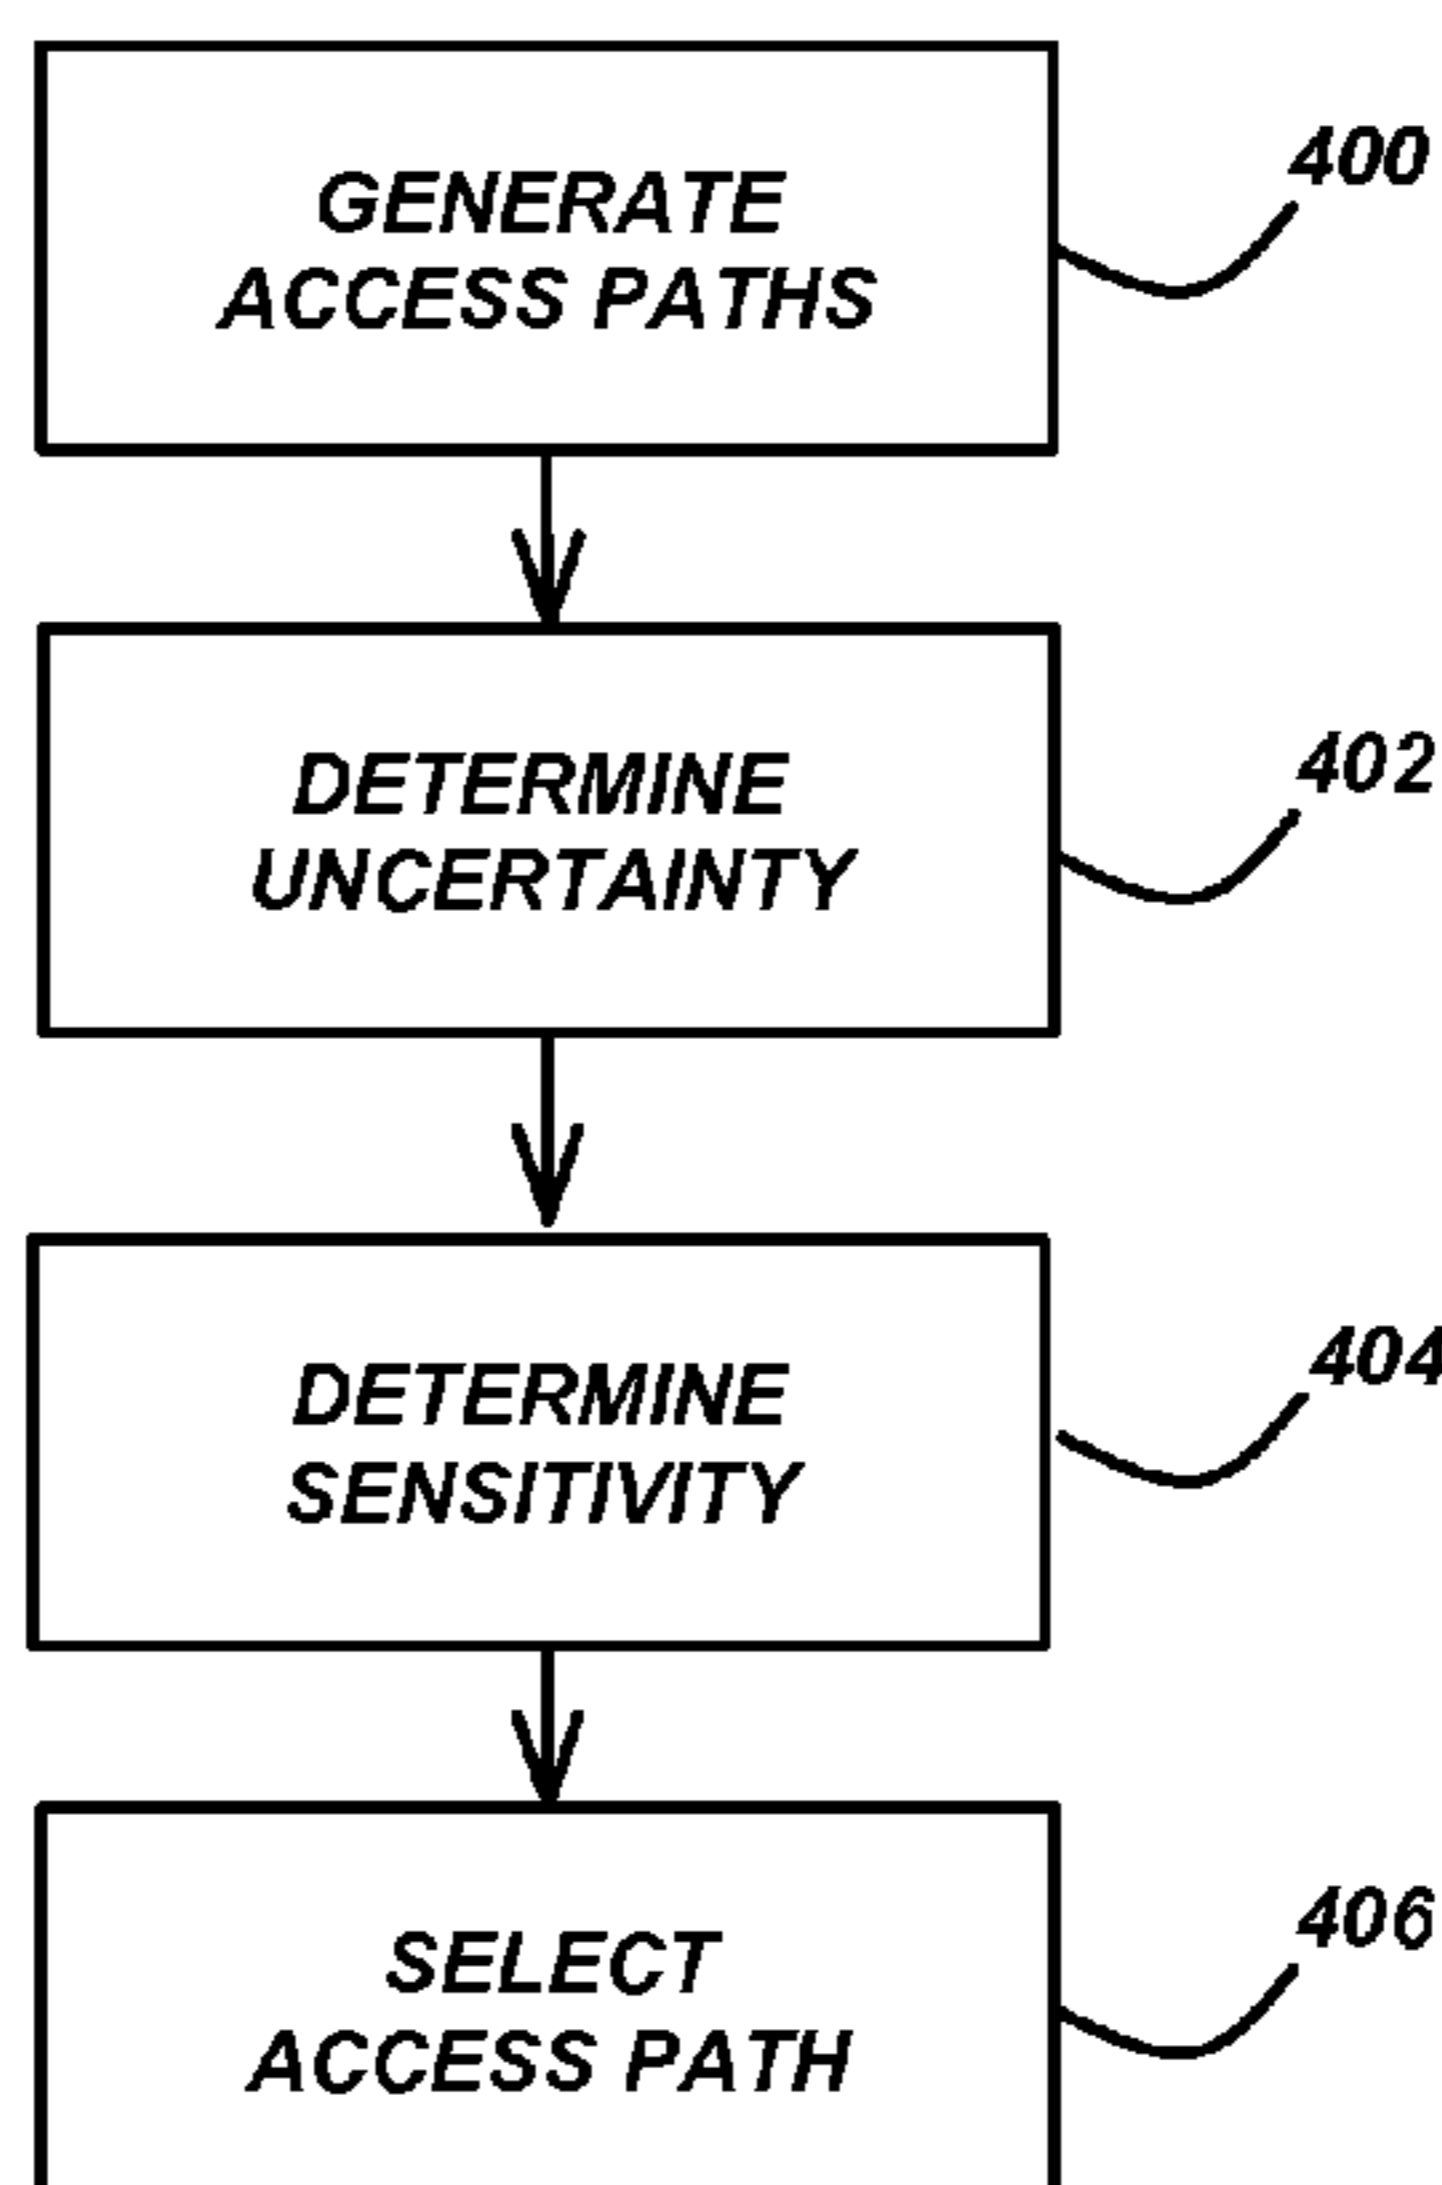 GENERATE
ACCESS PATHS
400
DETERMINE
UNCERTAINTY
402
DETERMINE
SENSITIVITY
404
SELECT
ACCESS PATH
406